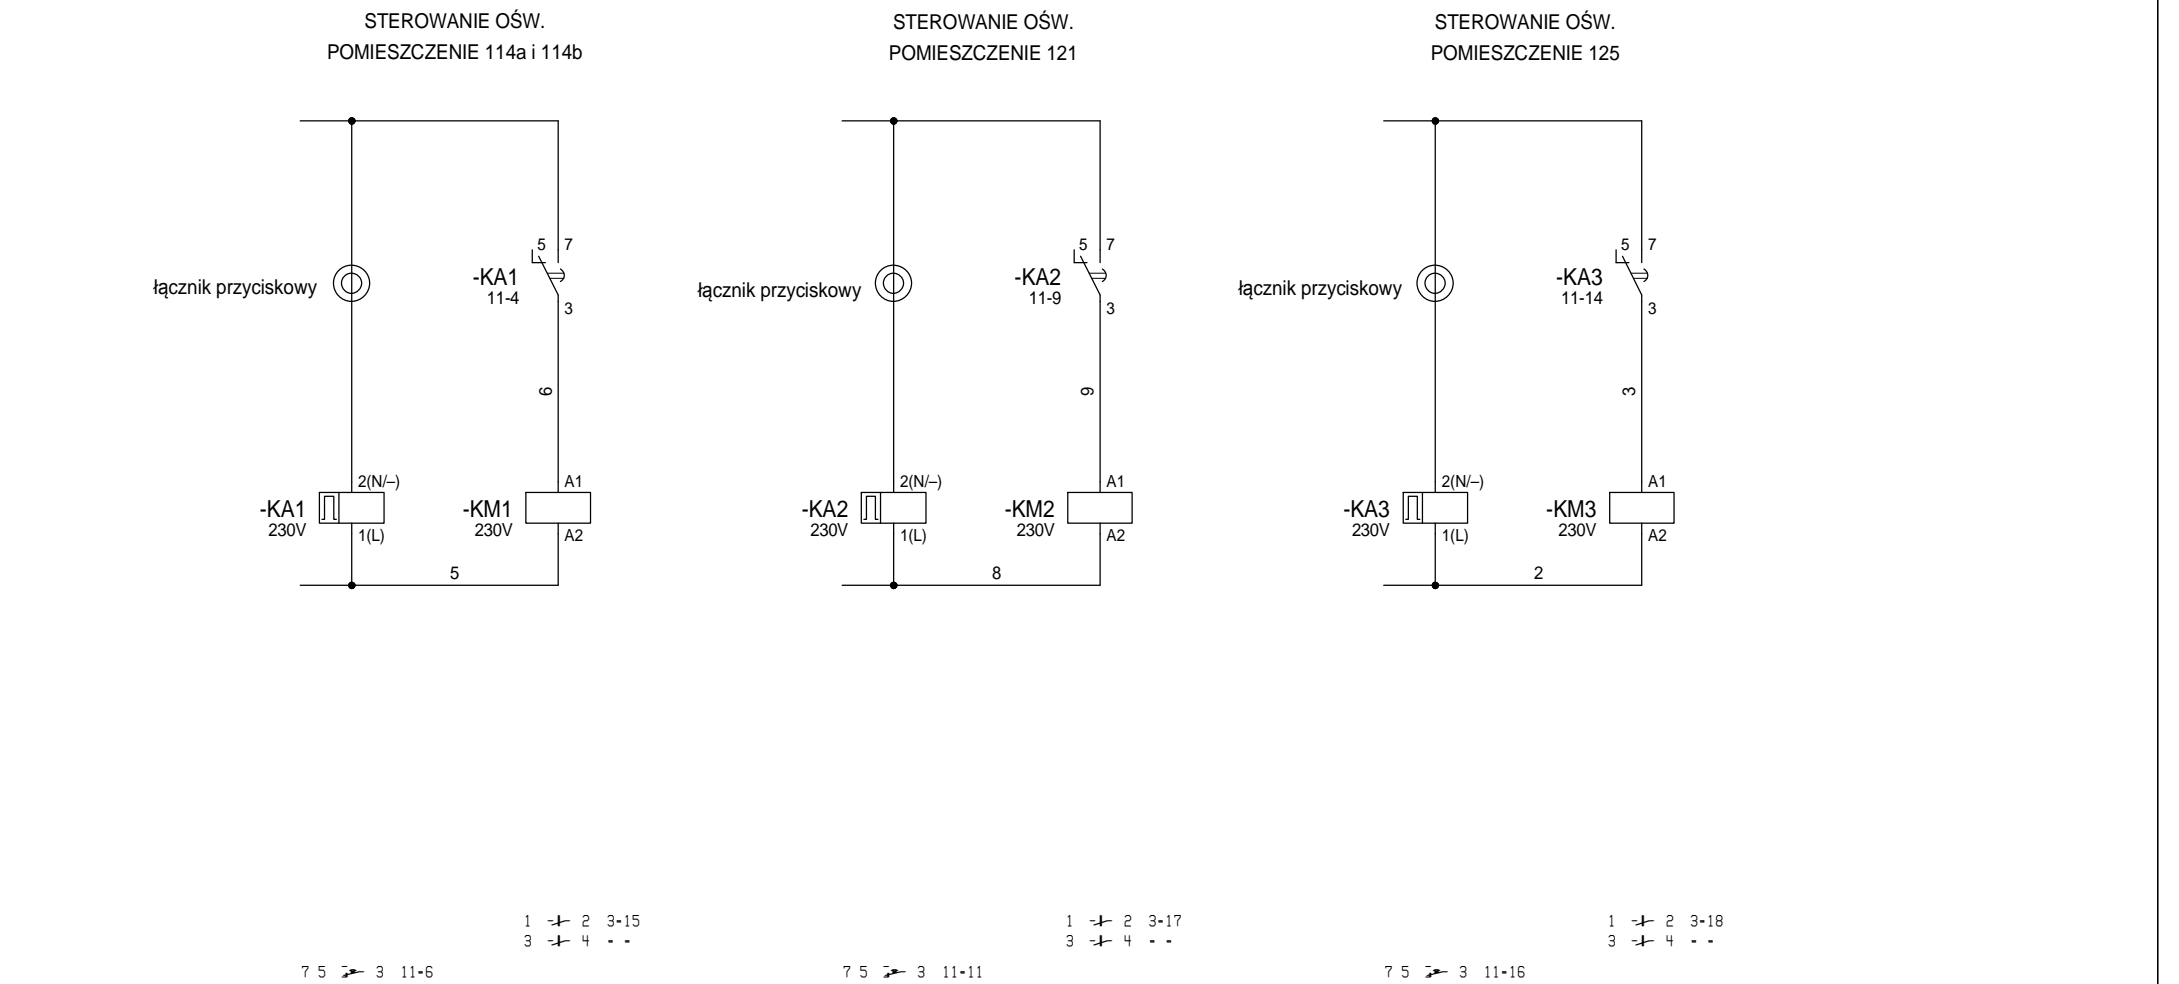 STEROWANIE OŚW.
POMIESZCZENIE 114a i 114b
5 7
-KA1
11-4
łącznik przyciskowy
3
6
2(N/–)
A1
-KA1
230V
-KM1
230V
1(L)
A2
5
1 2 3-15
3 4 - -
7 5 3 11-6
STEROWANIE OŚW.
POMIESZCZENIE 121
5 7
-KA2
11-9
łącznik przyciskowy
3
9
2(N/–)
A1
-KA2
230V
-KM2
230V
1(L)
A2
8
1 2 3-17
3 4 - -
7 5 3 11-11
STEROWANIE OŚW.
POMIESZCZENIE 125
5 7
-KA3
11-14
łącznik przyciskowy
3
3
2(N/–)
A1
-KA3
230V
-KM3
230V
1(L)
A2
2
1 2 3-18
3 4 - -
7 5 3 11-16